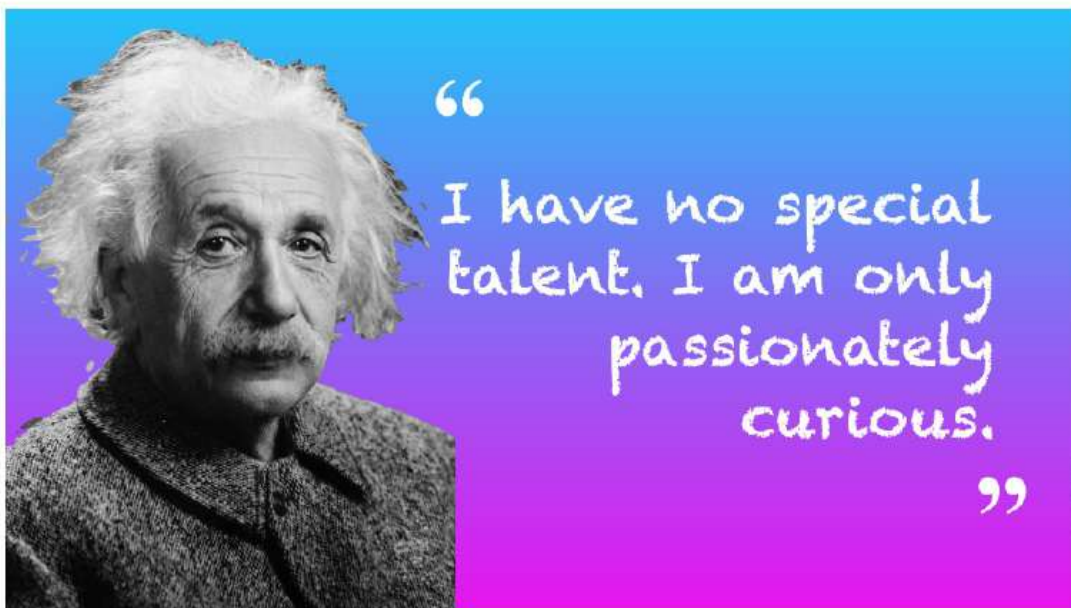 “
I have no special
talent. I am only
passionately
curious.
”